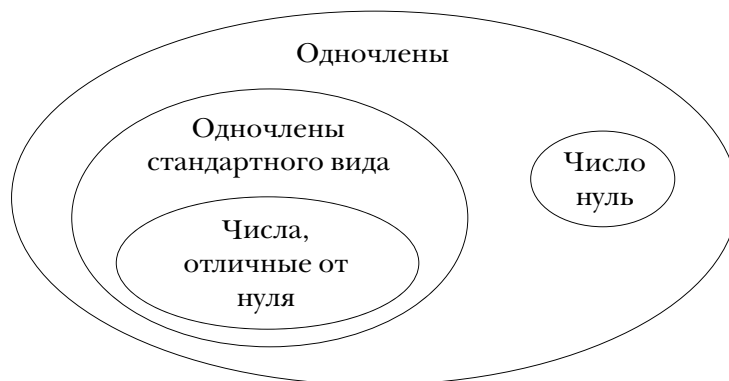 Одночлены
Одночлены
стандартного вида
Число
нуль
Числа,
отличные от
нуля